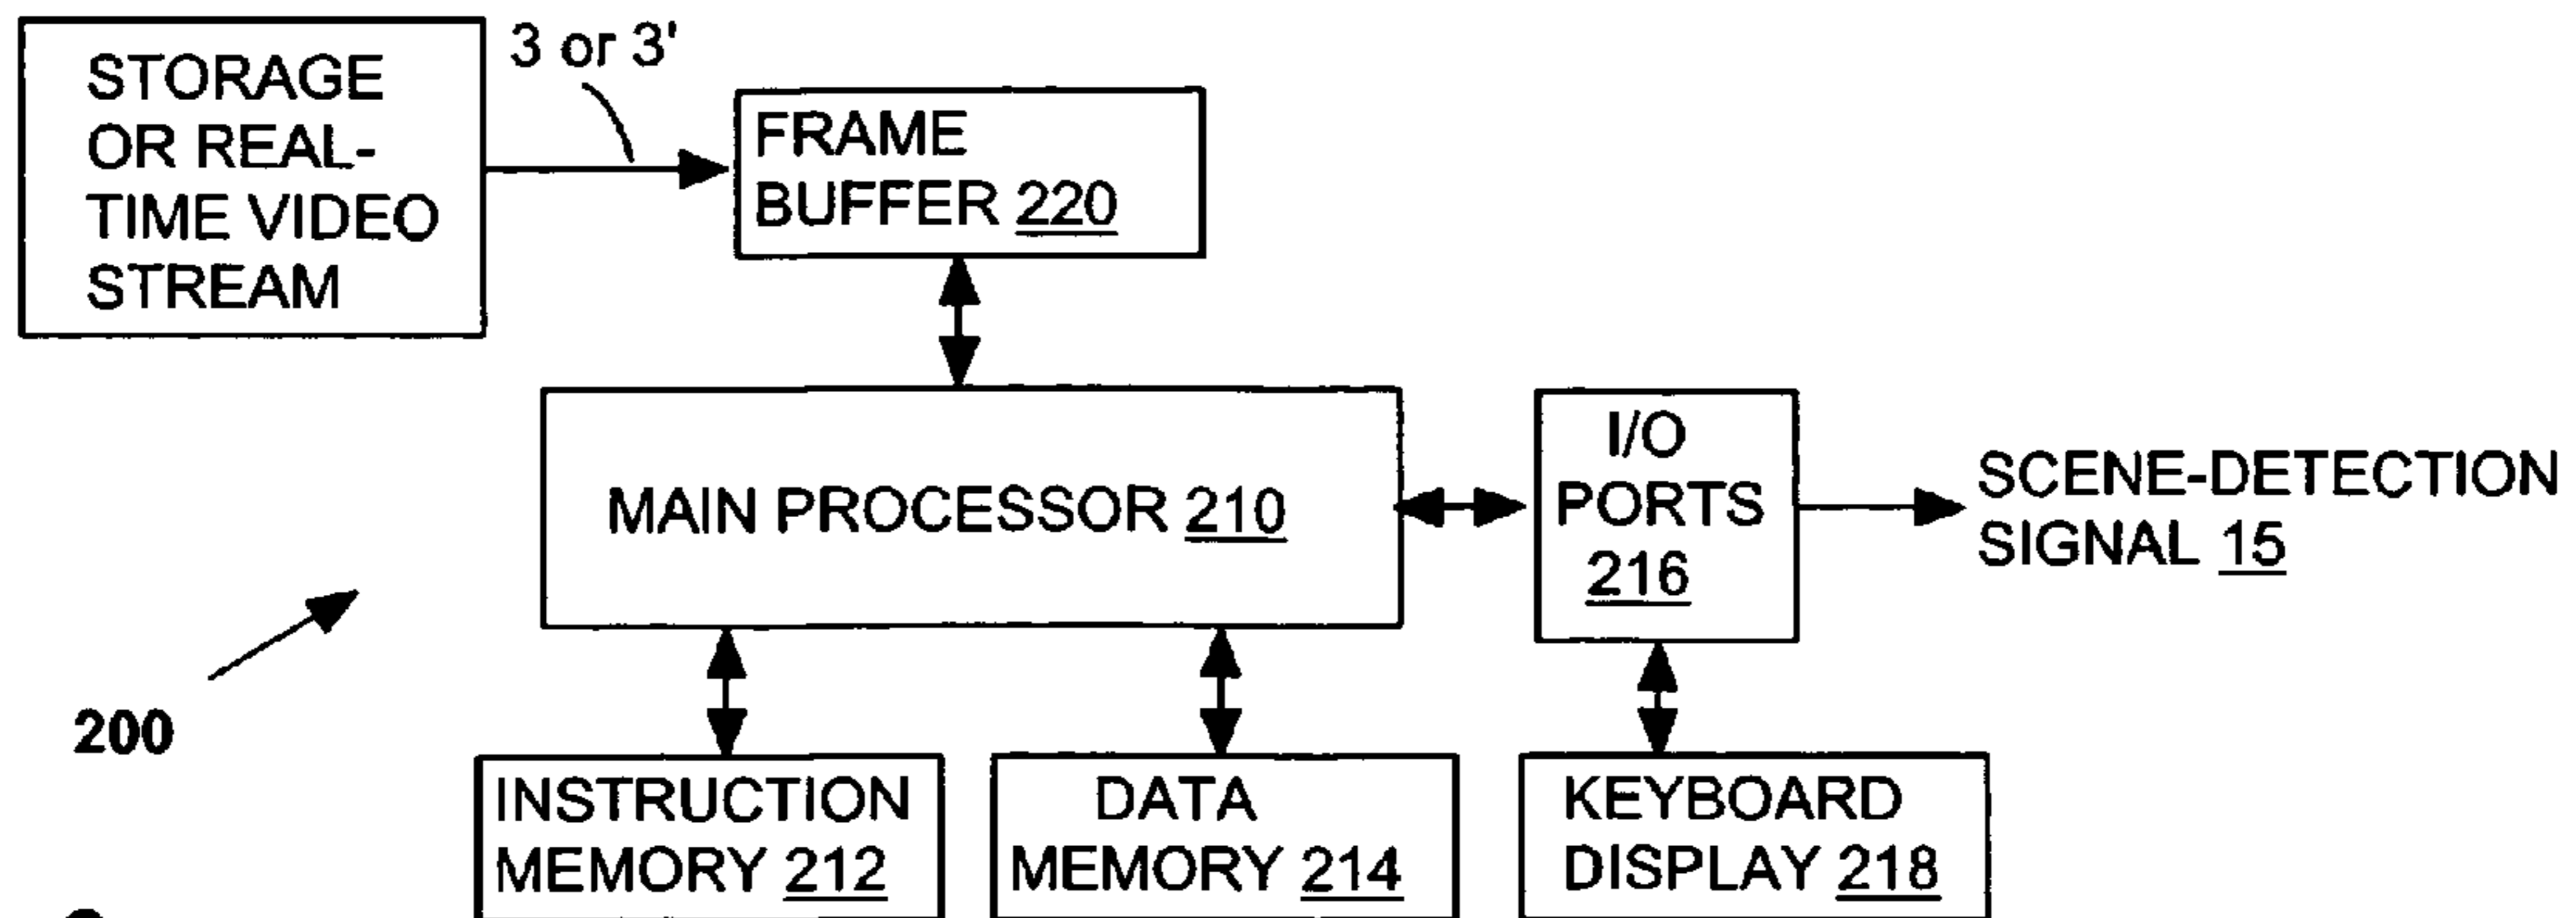 STORAGE
OR REAL-
TIME VIDEO
STREAM
3 or 3'
FRAME
BUFFER 220
MAIN PROCESSOR 210
I/O
PORTS
216
SCENE-DETECTION
SIGNAL 15
200
INSTRUCTION
MEMORY 212
DATA
MEMORY 214
KEYBOARD
DISPLAY 218